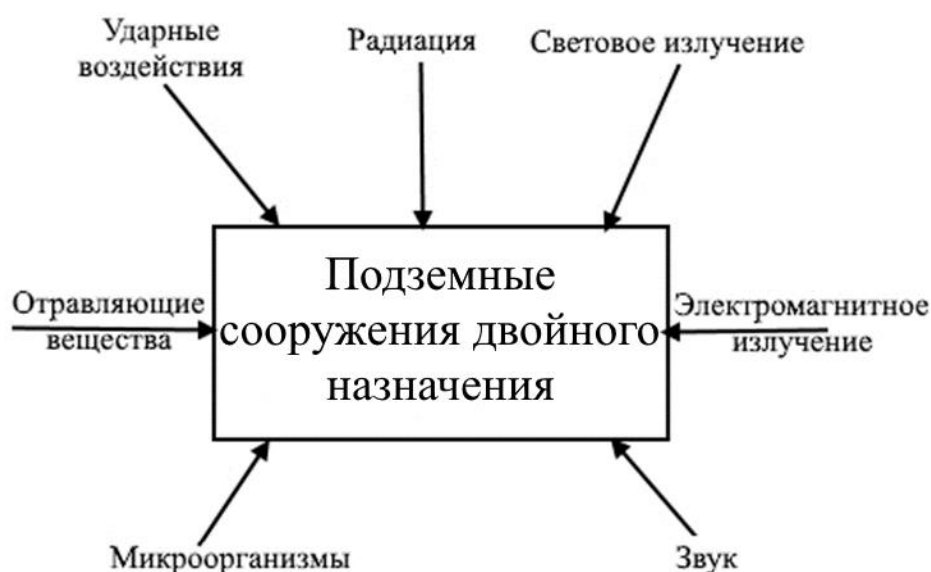 Ударные
воздействия
Радиация
Световое излучение
Отравляющие
вещества
Подземные
сооружения двойного
назначения
Электромагнитное
излучение
Микроорганизмы
Звук